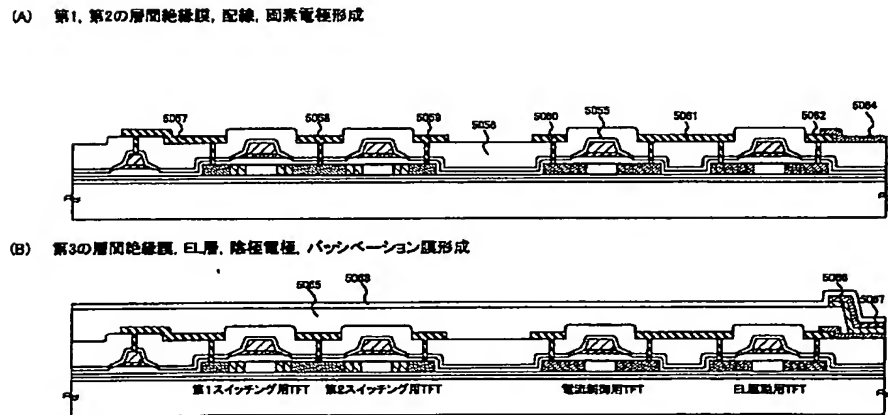 (A) 第1, 第2の層間絶縁膜, 配線, 画素電極形成
5057 5058 5059 5056 5060 5055 5061 5062 5064
(B) 第3の層間絶縁膜, EL層, 陰極電極, パッシベーション膜形成
5065 5068 5066 5067
第1スイッチング用TFT 第2スイッチング用TFT 電流制御用TFT EL駆動用TFT